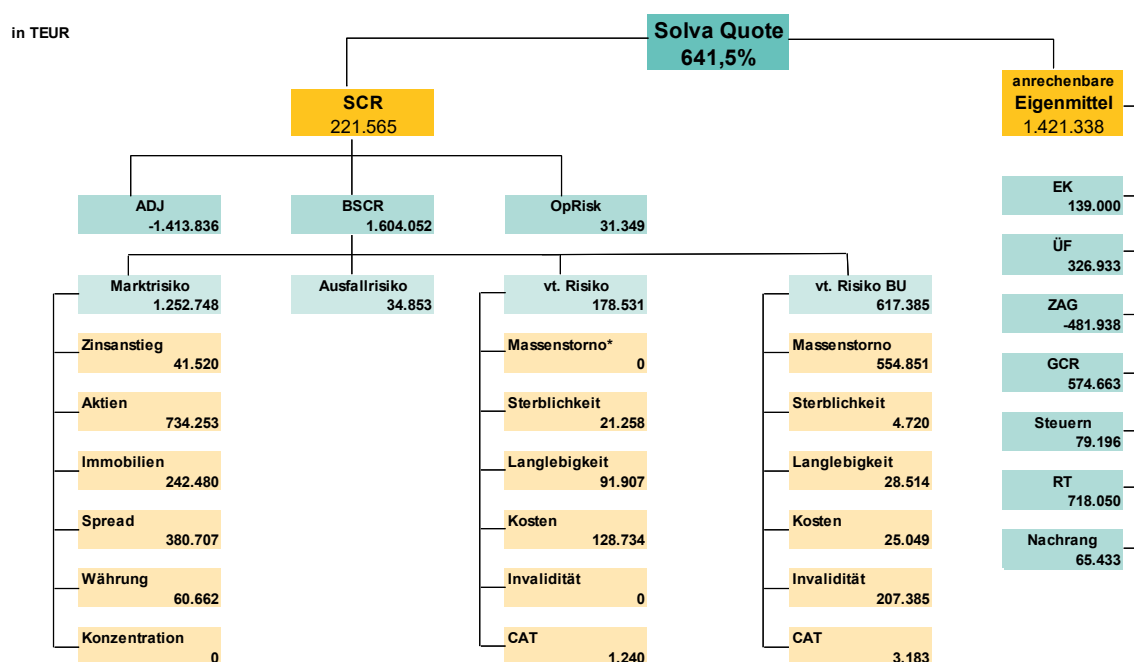 in TEUR
Solva Quote
641,5%
SCR
221.565
anrechenbare
Eigenmittel
1.421.338
ADJ
-1.413.836
BSCR
1.604.052
OpRisk
31.349
Marktrisiko
1.252.748
Ausfallrisiko
34.853
vt. Risiko
178.531
vt. Risiko BU
617.385
Zinsanstieg
41.520
Aktien
734.253
Immobilien
242.480
Spread
380.707
Währung
60.662
Konzentration
0
Massenstorno*
0
Sterblichkeit
21.258
Langlebigkeit
91.907
Kosten
128.734
Invalidität
0
CAT
1.240
Massenstorno
554.851
Sterblichkeit
4.720
Langlebigkeit
28.514
Kosten
25.049
Invalidität
207.385
CAT
3.183
EK
139.000
ÜF
326.933
ZAG
-481.938
GCR
574.663
Steuern
79.196
RT
718.050
Nachrang
65.433